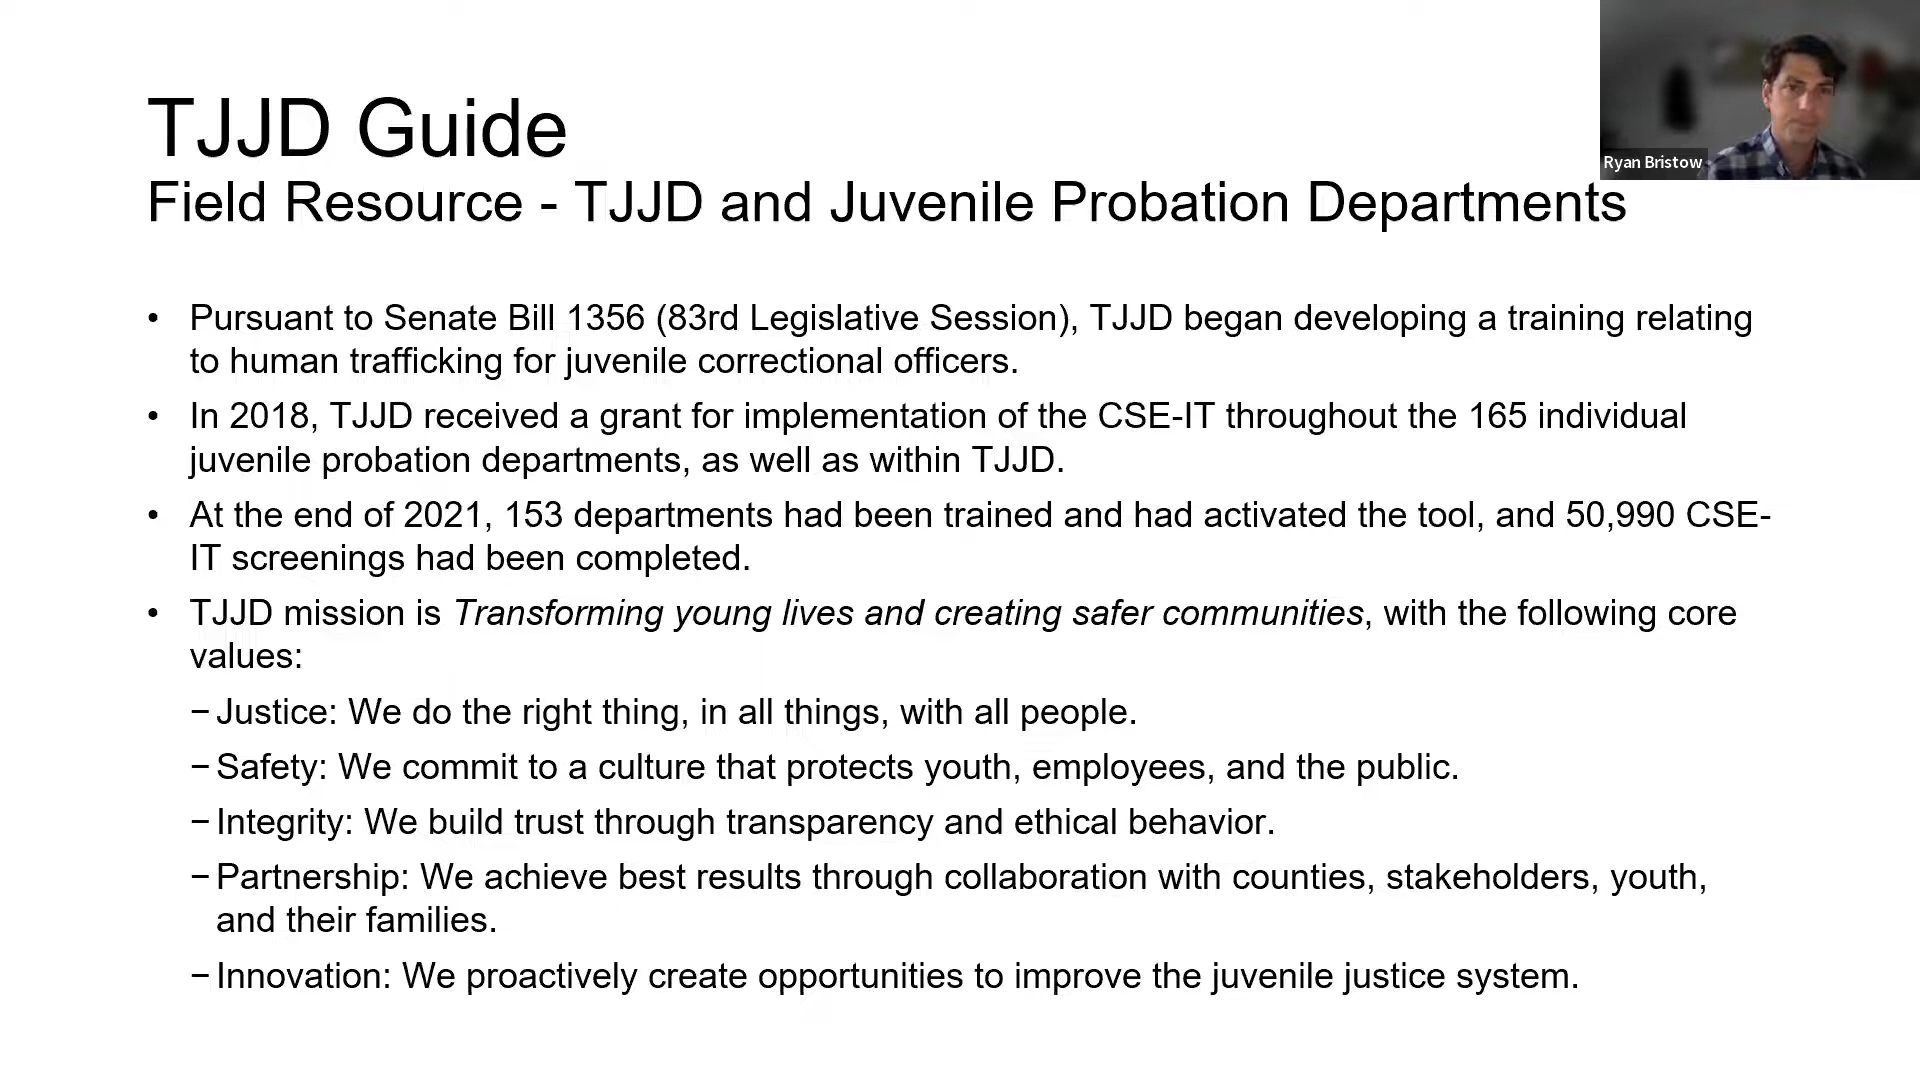 TJJD Guide
Field Resource - TJJD and Juvenile Probation Departments
Ryan Bristow
• Pursuant to Senate Bill 1356 (83rd Legislative Session), TJJD began developing a training relating
to human trafficking for juvenile correctional officers.
• In 2018, TJJD received a grant for implementation of the CSE-IT throughout the 165 individual
juvenile probation departments, as well as within TJJD.
• At the end of 2021, 153 departments had been trained and had activated the tool, and 50,990 CSE-
IT screenings had been completed.
• TJJD mission is Transforming young lives and creating safer communities, with the following core
values:
− Justice: We do the right thing, in all things, with all people.
− Safety: We commit to a culture that protects youth, employees, and the public.
− Integrity: We build trust through transparency and ethical behavior.
− Partnership: We achieve best results through collaboration with counties, stakeholders, youth,
and their families.
− Innovation: We proactively create opportunities to improve the juvenile justice system.